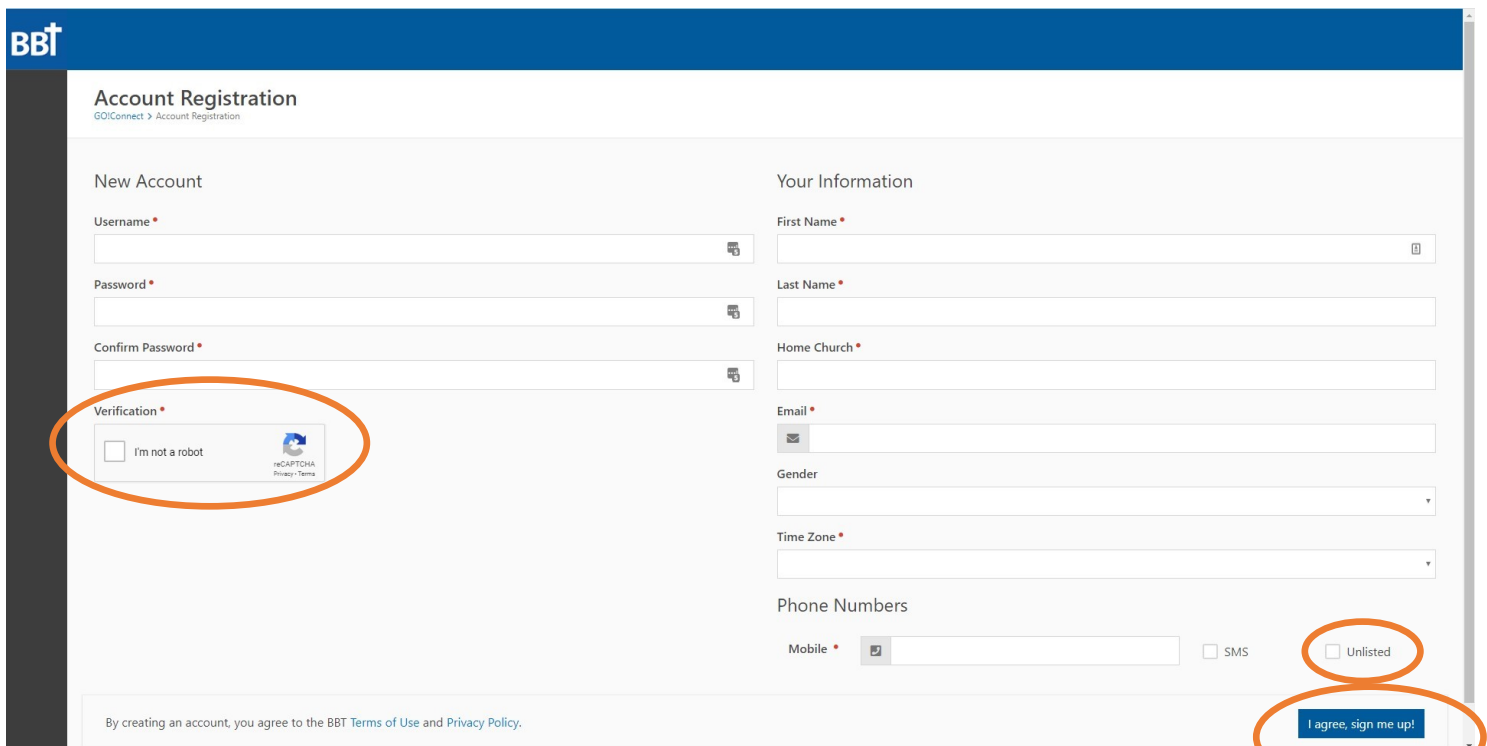 BBT
Account Registration
GO!Connect > Account Registration
New Account
Username •
Password •
Confirm Password •
Verification •
I'm not a robot
reCAPTCHA
Privacy - Terms
Your Information
First Name •
Last Name •
Home Church •
Email •
Gender
Time Zone •
Phone Numbers
Mobile • SMS Unlisted
By creating an account, you agree to the BBT Terms of Use and Privacy Policy.
I agree, sign me up!